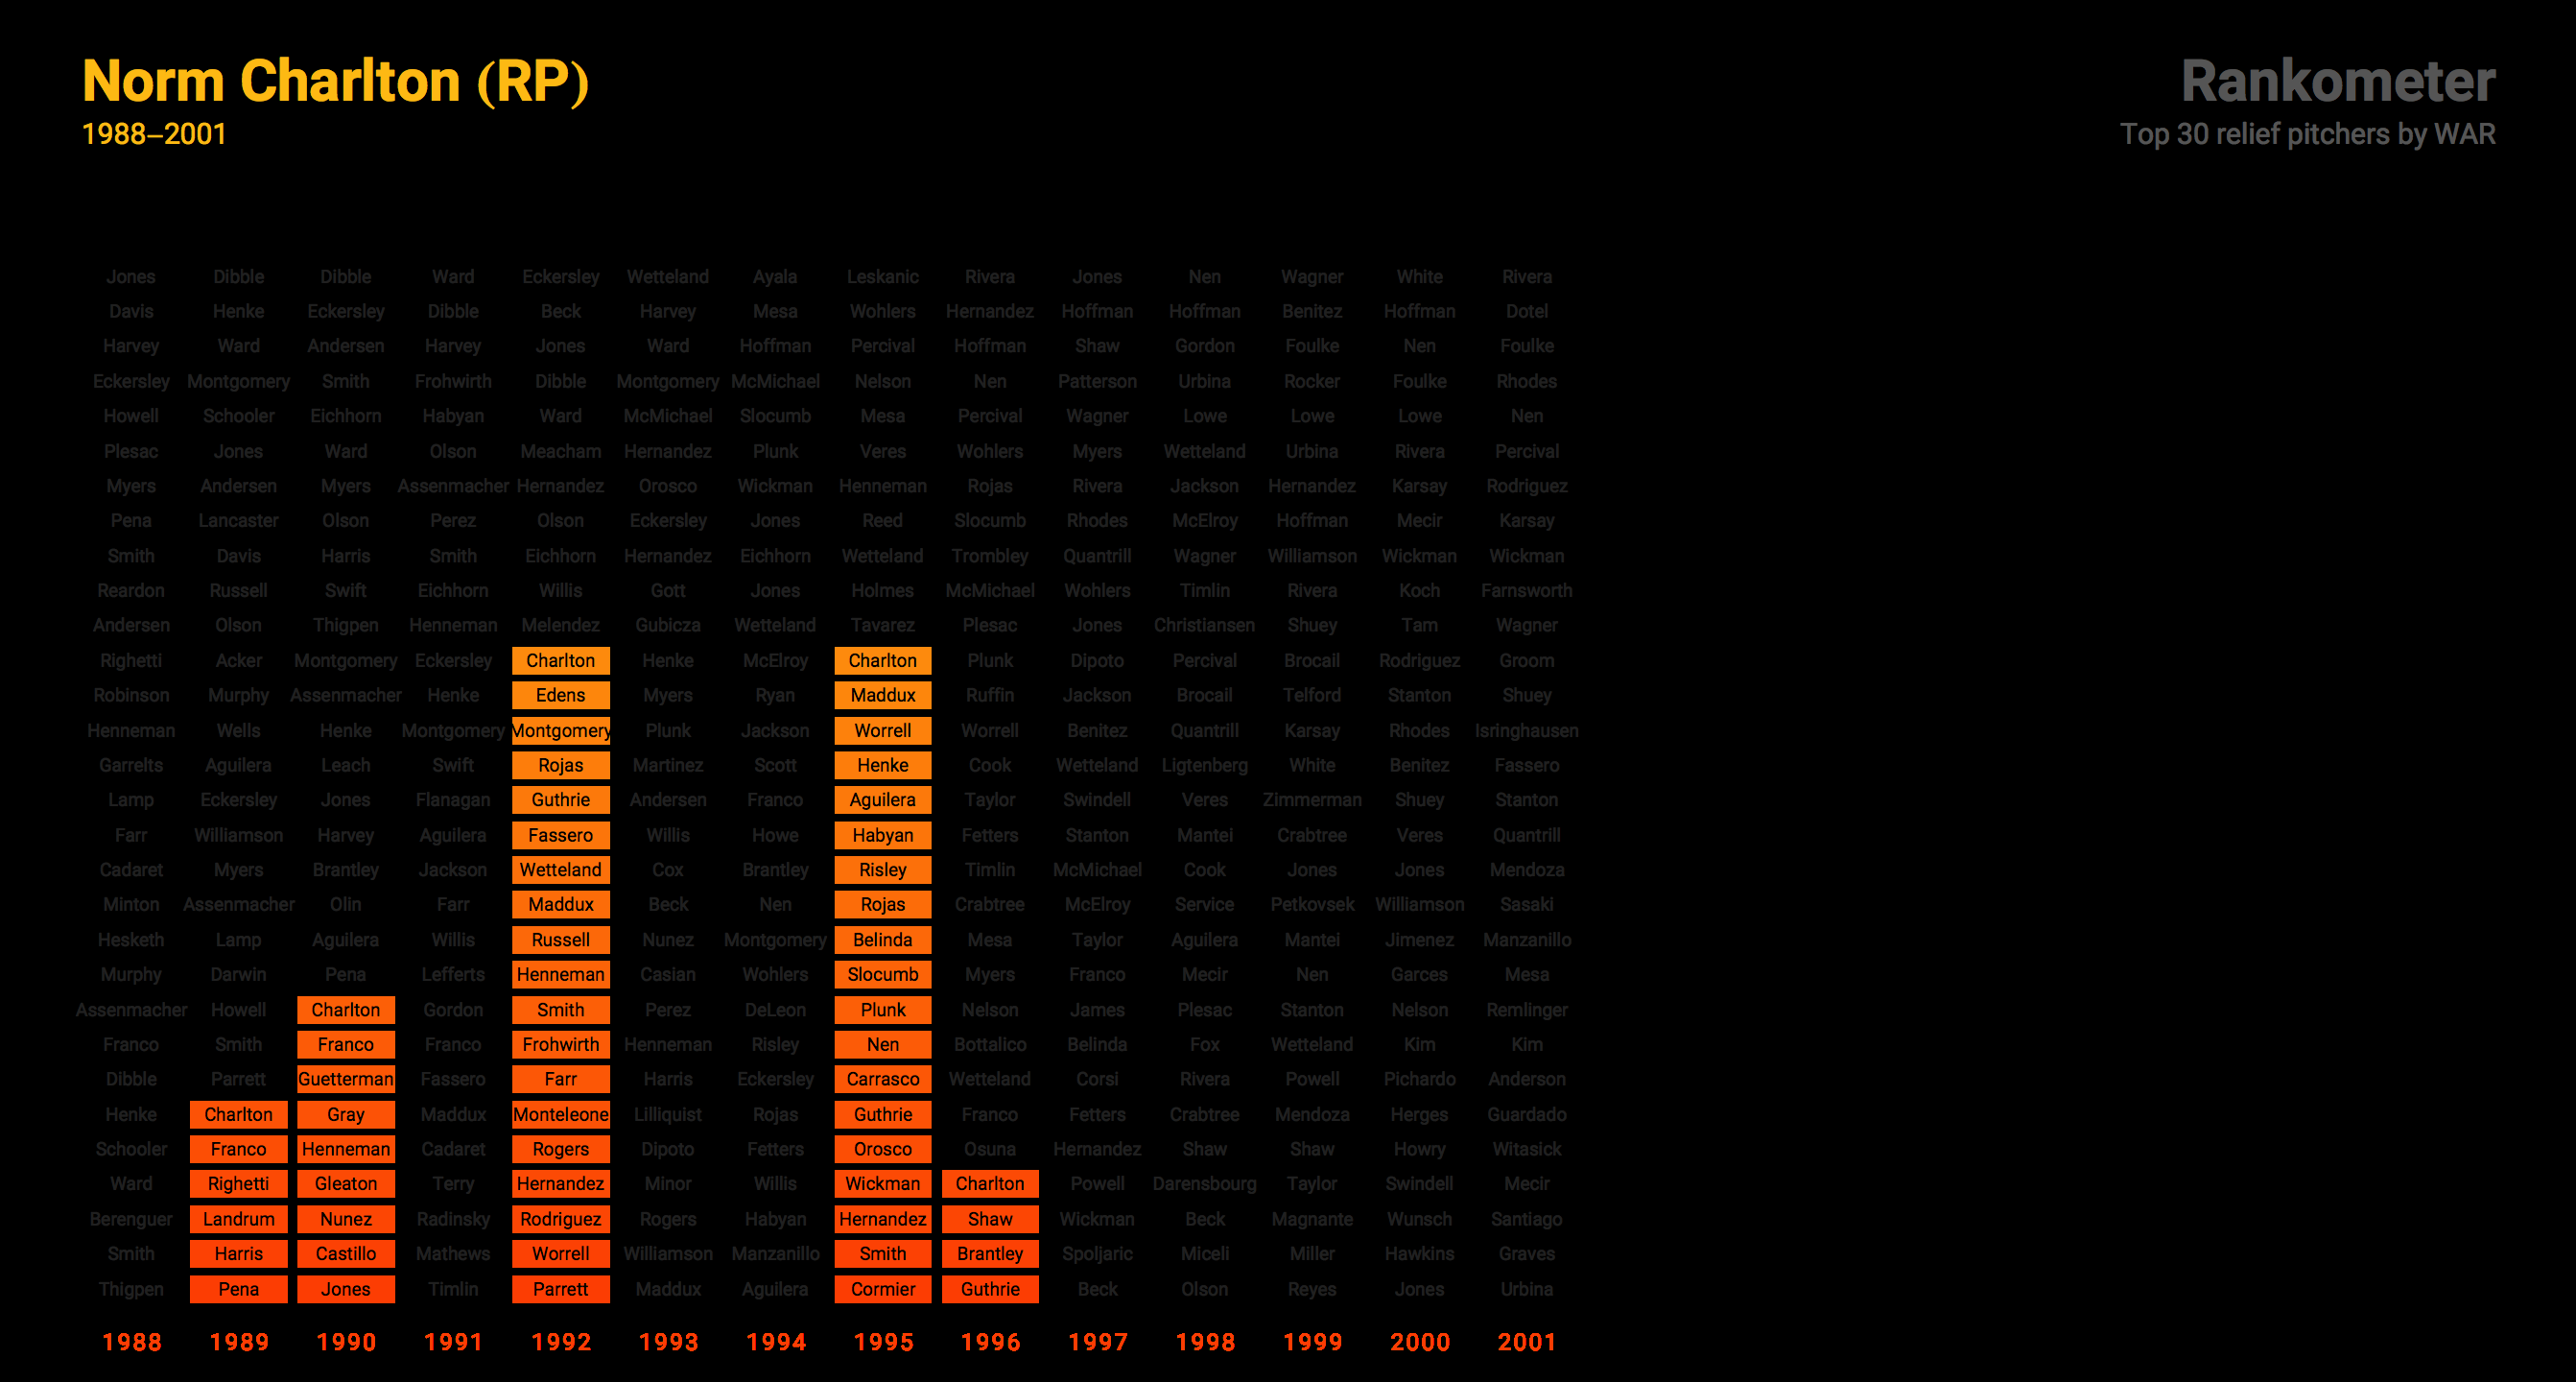 Norm Charlton (RP)
1988–2001
Rankometer
Top 30 relief pitchers by WAR
Jones Dibble Dibble Ward Eckersley Wetteland Ayala Leskanic Rivera Jones Nen Wagner White Rivera
Davis Henke Eckersley Dibble Beck Harvey Mesa Wohlers Hernandez Hoffman Hoffman Benitez Hoffman Dotel
Harvey Ward Andersen Harvey Jones Ward Hoffman Percival Hoffman Shaw Gordon Foulke Nen Foulke
Eckersley Montgomery Smith Frohwirth Dibble Montgomery McMichael Nelson Nen Patterson Urbina Rocker Foulke Rhodes
Howell Schooler Eichhorn Habyan Ward McMichael Slocumb Mesa Percival Wagner Lowe Lowe Lowe Nen
Plesac Jones Ward Olson Meacham Hernandez Plunk Veres Wohlers Myers Wetteland Urbina Rivera Percival
Myers Andersen Myers Assenmacher Hernandez Orosco Wickman Henneman Rojas Rivera Jackson Hernandez Karsay Rodriguez
Pena Lancaster Olson Perez Olson Eckersley Jones Reed Slocumb Rhodes McElroy Hoffman Mecir Karsay
Smith Davis Harris Smith Eichhorn Hernandez Eichhorn Wetteland Trombley Quantrill Wagner Williamson Wickman Wickman
Reardon Russell Swift Eichhorn Willis Gott Jones Holmes McMichael Wohlers Timlin Rivera Koch Farnsworth
Andersen Olson Thigpen Henneman Melendez Gubicza Wetteland Tavarez Plesac Jones Christiansen Shuey Tam Wagner
Righetti Acker Montgomery Eckersley Charlton Henke McElroy Charlton Plunk Dipoto Percival Brocail Rodriguez Groom
Robinson Murphy Assenmacher Henke Edens Myers Ryan Maddux Ruffin Jackson Brocail Telford Stanton Shuey
Henneman Wells Henke Montgomery Montgomery Plunk Jackson Worrell Worrell Benitez Quantrill Karsay Rhodes Isringhausen
Garrelts Aguilera Leach Swift Rojas Martinez Scott Henke Cook Wetteland Ligtenberg White Benitez Fassero
Lamp Eckersley Jones Flanagan Guthrie Andersen Franco Aguilera Taylor Swindell Veres Zimmerman Shuey Stanton
Farr Williamson Harvey Aguilera Fassero Willis Howe Habyan Fetters Stanton Mantei Crabtree Veres Quantrill
Cadaret Myers Brantley Jackson Wetteland Cox Brantley Risley Timlin McMichael Cook Jones Jones Mendoza
Minton Assenmacher Olin Farr Maddux Beck Nen Rojas Crabtree McElroy Service Petkovsek Williamson Sasaki
Hesketh Lamp Aguilera Willis Russell Nunez Montgomery Belinda Mesa Taylor Aguilera Mantei Jimenez Manzanillo
Murphy Darwin Pena Lefferts Henneman Casian Wohlers Slocumb Myers Franco Mecir Nen Garces Mesa
Assenmacher Howell Charlton Gordon Smith Perez DeLeon Plunk Nelson James Plesac Stanton Nelson Remlinger
Franco Smith Franco Franco Frohwirth Henneman Risley Nen Bottalico Belinda Fox Wetteland Kim Kim
Dibble Parrett Guetterman Fassero Farr Harris Eckersley Carrasco Wetteland Corsi Rivera Powell Pichardo Anderson
Henke Charlton Gray Maddux Monteleone Lilliquist Rojas Guthrie Franco Fetters Crabtree Mendoza Herges Guardado
Schooler Franco Henneman Cadaret Rogers Dipoto Fetters Orosco Osuna Hernandez Shaw Shaw Howry Witasick
Ward Righetti Gleaton Terry Hernandez Minor Willis Wickman Charlton Powell Darensbourg Taylor Swindell Mecir
Berenguer Landrum Nunez Radinsky Rodriguez Rogers Habyan Hernandez Shaw Wickman Beck Magnante Wunsch Santiago
Smith Harris Castillo Mathews Worrell Williamson Manzanillo Smith Brantley Spoljaric Miceli Miller Hawkins Graves
Thigpen Pena Jones Timlin Parrett Maddux Aguilera Cormier Guthrie Beck Olson Reyes Jones Urbina
1988 1989 1990 1991 1992 1993 1994 1995 1996 1997 1998 1999 2000 2001